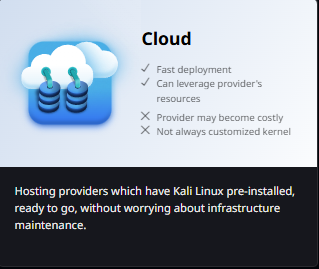 Cloud
Fast deployment
Can leverage provider's
resources
Provider may become costly
Not always customized kernel
Hosting providers which have Kali Linux pre-installed,
ready to go, without worrying about infrastructure
maintenance.